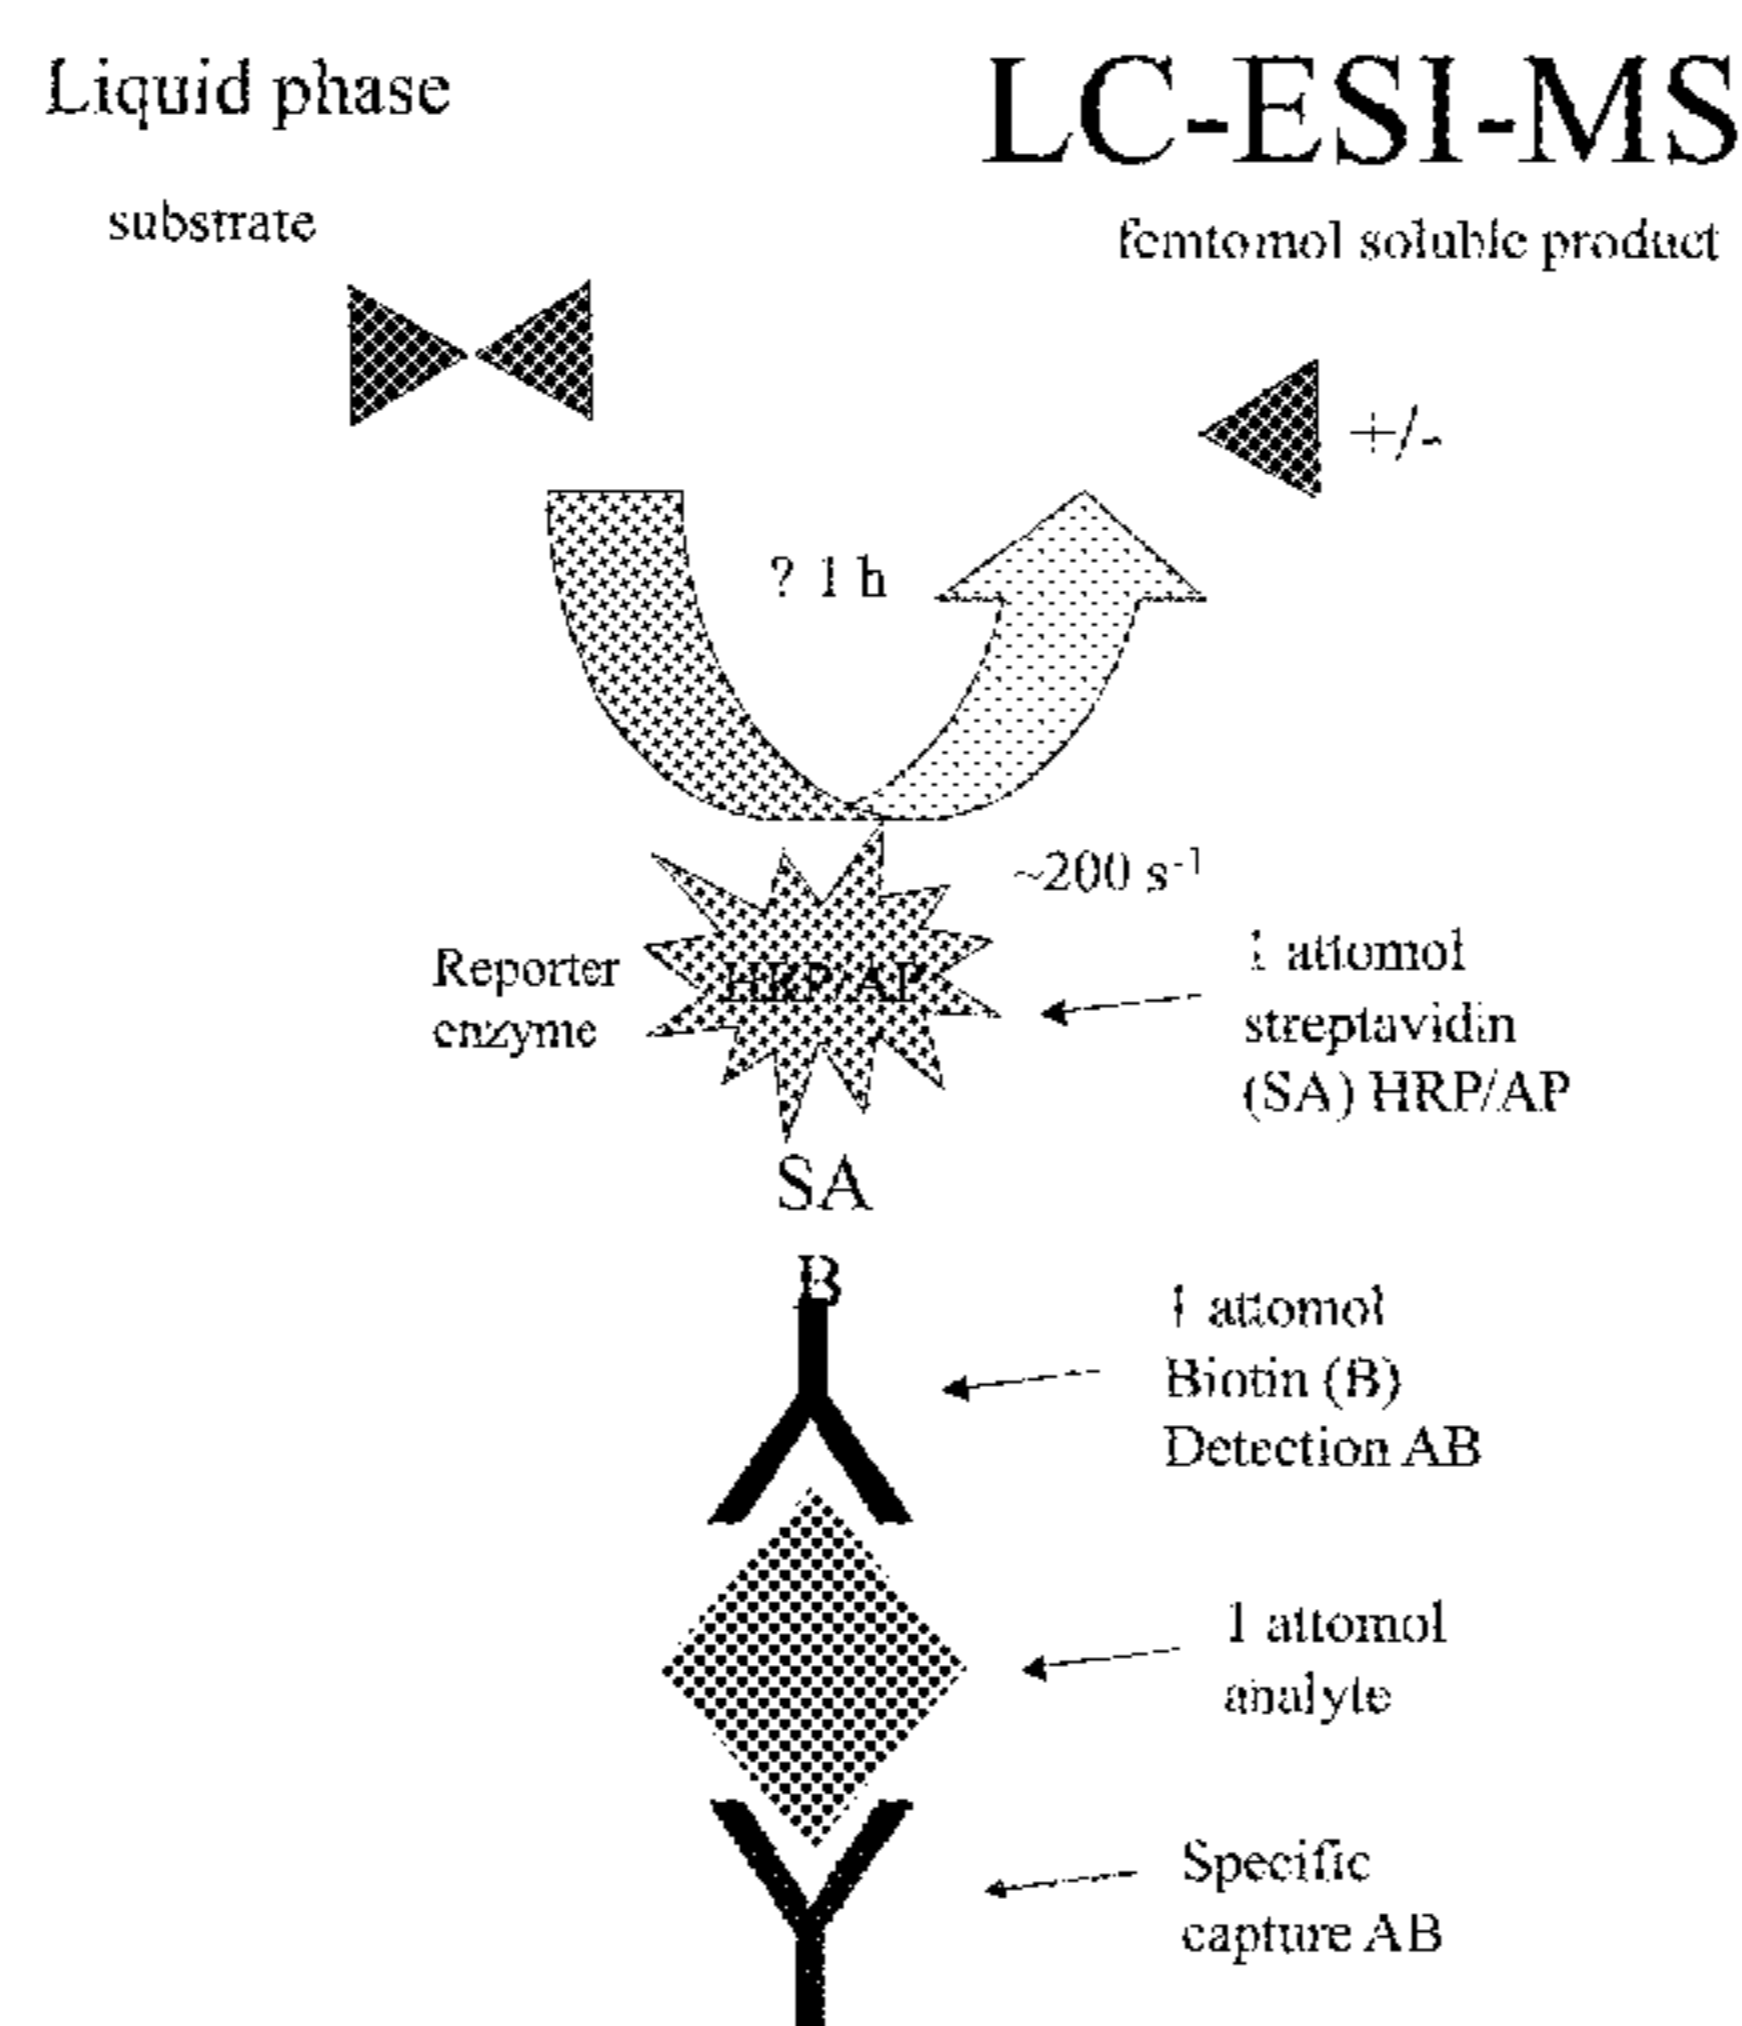 Liquid phase
LC-ESI-MS
substrate
femtomol soluble product
+/-
? 1 h
~200 s⁻¹
Reporter
enzyme
HRP/AP
1 attomol
streptavidin
(SA) HRP/AP
SA
B
1 attomol
Biotin (B)
Detection AB
1 attomol
analyte
Specific
capture AB